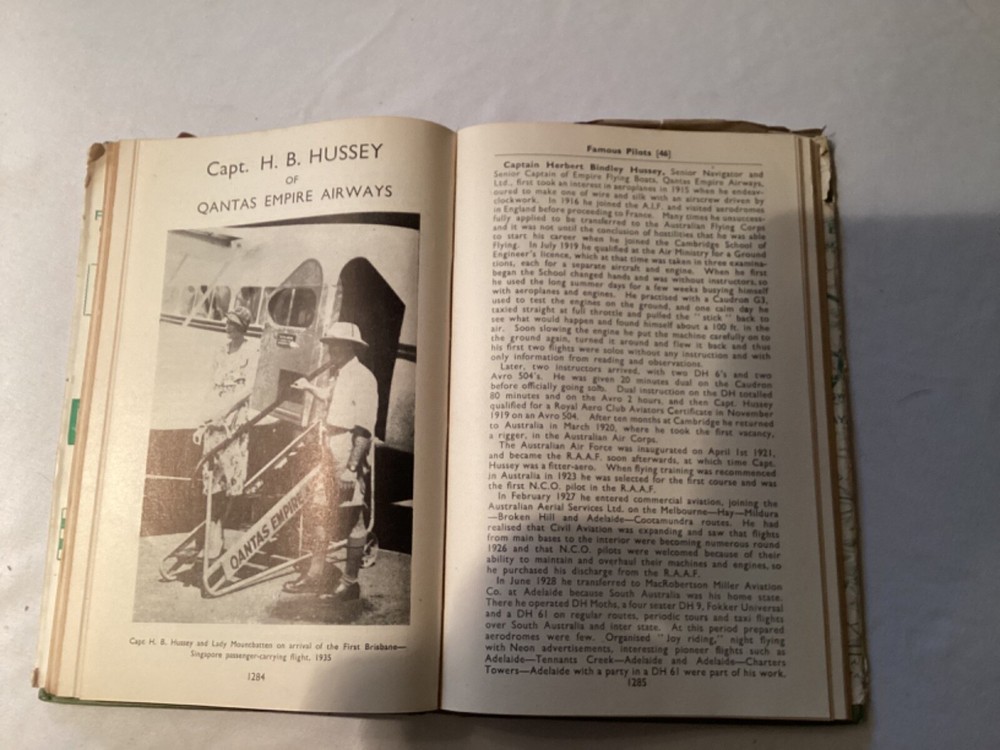 Capt. H. B. HUSSEY
OF
QANTAS EMPIRE AIRWAYS
QANTAS EMPIRE
Capt H. B. Hussey and Lady Mountbatten on arrival of the First Brisbane—
Singapore passenger-carrying flight, 1935
1284
Famous Pilots [46]
Captain Herbert Bindley Hussey, Senior Navigator and
Senior Captain of Empire Flying Boats, Qantas Empire Airways,
Ltd., first took an interest in aeroplanes in 1915 when he endeav-
oured to make one of wire and silk with an airscrew driven by
clockwork. In 1916 he joined the A.I.F. and visited aerodromes
in England before proceeding to France. Many times he unsuccess-
fully applied to be transferred to the Australian Flying Corps
and it was not until the conclusion of hostilities that he was able
to start his career when he joined the Cambridge School of
Flying. In July 1919 he qualified at the Air Ministry for a Ground
Engineer's licence, which at that time was taken in three examina-
tions, each for a separate aircraft and engine. When he first
began the School changed hands and was without instructors, so
he used the long summer days for a few weeks busying himself
with aeroplanes and engines. He practised with a Caudron G3,
used to test the engines on the ground, and one calm day he
taxied straight at full throttle and pulled the "stick" back to
see what would happen and found himself about a 100 ft. in the
air. Soon slowing the engine he put the machine carefully on to
the ground again, turned it around and flew it back and thus
his first two flights were solos without any instruction and with
only information from reading and observations.
Later, two instructors arrived, with two DH 6's and two
Avro 504's. He was given 20 minutes dual on the Caudron
before officially going solo. Dual instruction on the DH totalled
80 minutes and on the Avro 2 hours, and then Capt. Hussey
qualified for a Royal Aero Club Aviators Certificate in November
1919 on an Avro 504. After ten months at Cambridge he returned
to Australia in March 1920, where he took the first vacancy,
a rigger, in the Australian Air Corps.
The Australian Air Force was inaugurated on April 1st 1921,
and became the R.A.A.F. soon afterwards, at which time Capt.
Hussey was a fitter-aero. When flying training was recommenced
in Australia in 1923 he was selected for the first course and was
the first N.C.O. pilot in the R.A.A.F.
In February 1927 he entered commercial aviation, joining the
Australian Aerial Services Ltd. on the Melbourne—Hay—Mildura
—Broken Hill and Adelaide—Cootamundra routes. He had
realised that Civil Aviation was expanding and saw that flights
from main bases to the interior were becoming numerous round
1926 and that N.C.O. pilots were welcomed because of their
ability to maintain and overhaul their machines and engines, so
he purchased his discharge from the R.A.A.F.
In June 1928 he transferred to MacRobertson Miller Aviation
Co. at Adelaide because South Australia was his home state.
There he operated DH Moths, a four seater DH 9, Fokker Universal
and a DH 61 on regular routes, periodic tours and taxi flights
over South Australia and inter state. At this period prepared
aerodromes were few. Organised "Joy riding," night flying
with Neon advertisements, interesting pioneer flights such as
Adelaide—Tennants Creek—Adelaide and Adelaide—Charters
Towers—Adelaide with a party in a DH 61 were part of his work.
1285